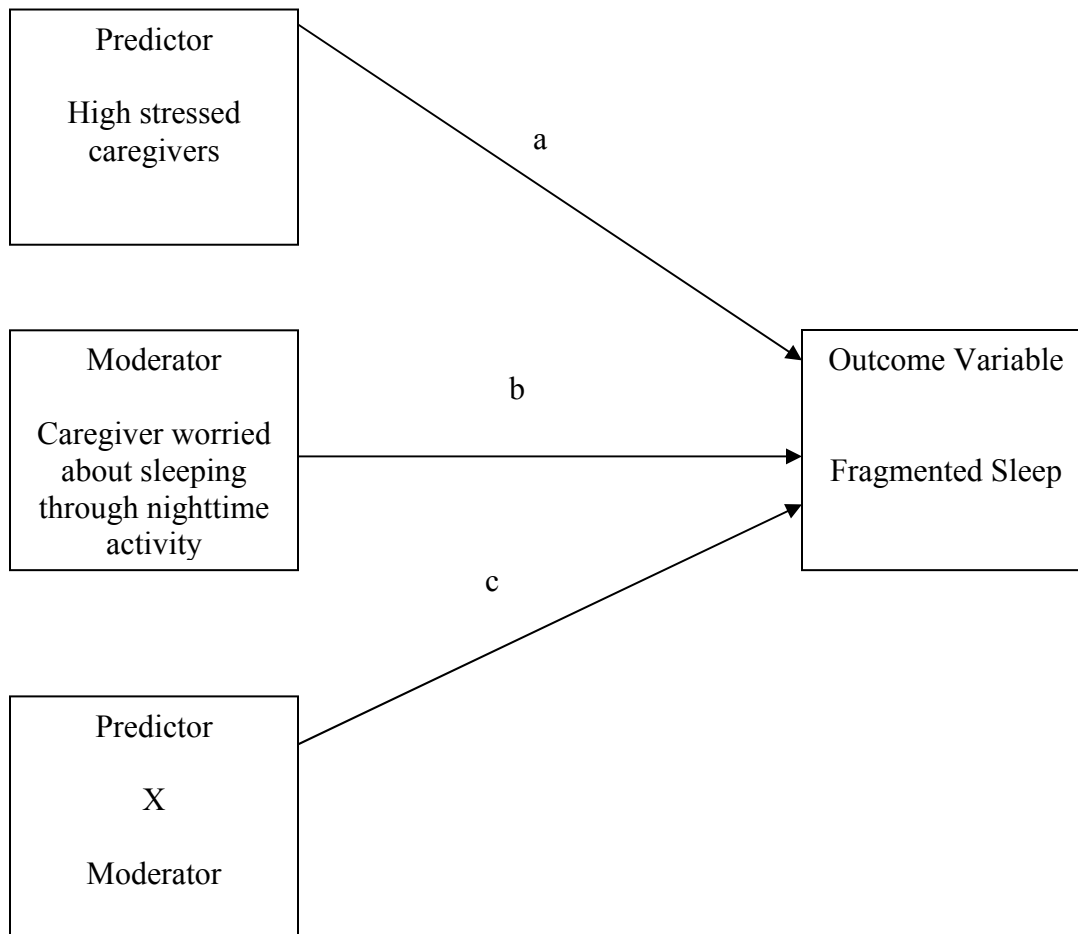 Predictor
High stressed
caregivers
a
Moderator
Caregiver worried
about sleeping
through nighttime
activity
b
Outcome Variable
Fragmented Sleep
c
Predictor
X
Moderator